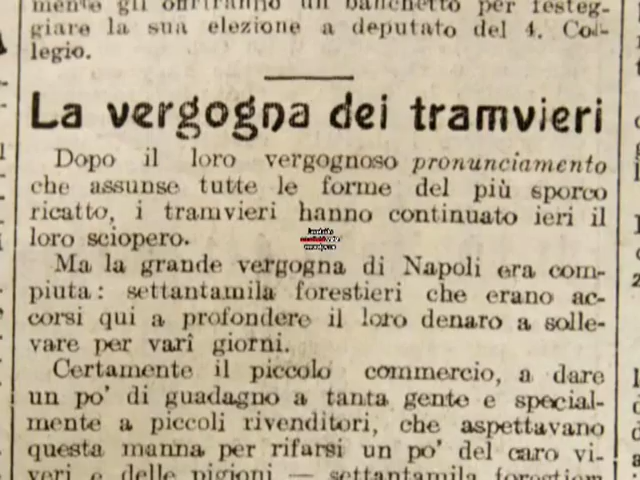 mente gli offriranno un banchetto per festeg-
giare la sua elezione a deputato del 4. Col-
legio.
La vergogna dei tramvieri
Dopo il loro vergognoso pronunciamento
che assunse tutte le forme del più sporco
ricatto, i tramvieri hanno continuato ieri il
loro sciopero.
Ma la grande vergogna di Napoli era com-
piuta: settantamila forestieri che erano ac-
corsi qui a profondere il loro denaro a solle-
vare per vari giorni.
Certamente il piccolo commercio, a dare
un po' di guadagno a tanta gente e special-
mente a piccoli rivenditori, che aspettavano
questa manna per rifarsi un po' del caro vi-
veri e delle pigioni — settantamila forestieri